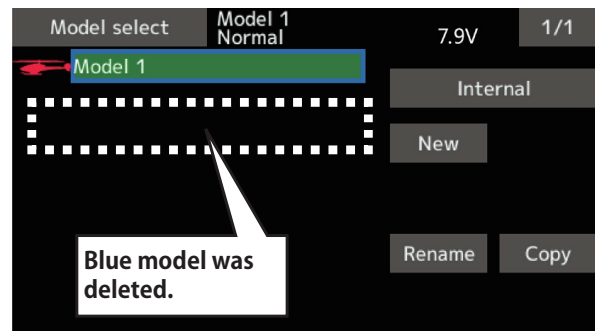 Model select
Model 1
Normal
7.9V
1/1
Model 1
Internal
New
Rename
Copy
Blue model was
deleted.